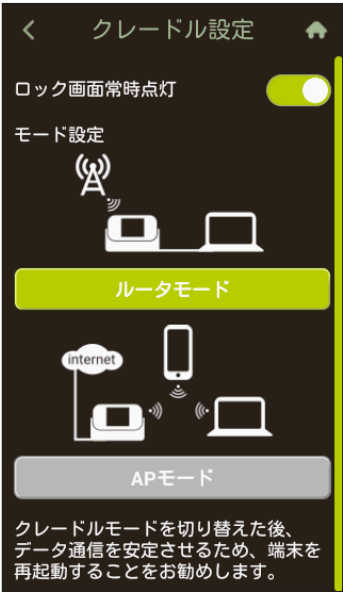 クレードル設定
ロック画面常時点灯
モード設定
ルータモード
internet
APモード
クレードルモードを切り替えた後、
データ通信を安定させるため、端末を
再起動することをお勧めします。